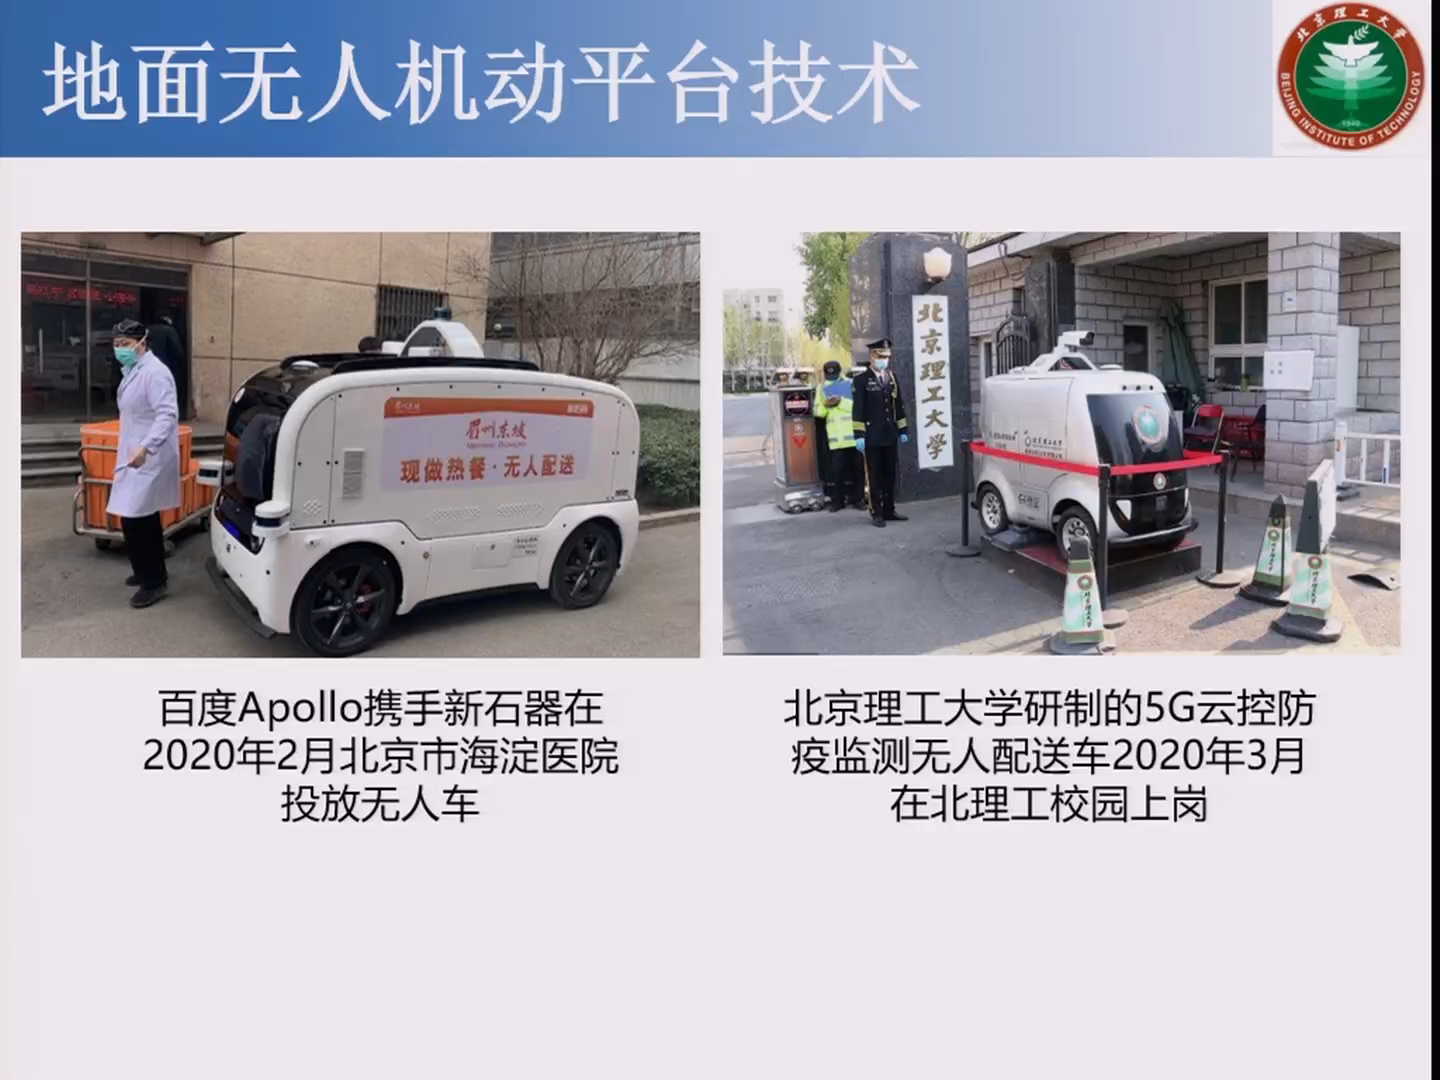 地面无人机动平台技术
北京理工大学
BEIJING INSTITUTE OF TECHNOLOGY
1940
眉州东坡
眉州东坡
现做热餐·无人配送
北京理工大學
百度Apollo携手新石器在
2020年2月北京市海淀医院
投放无人车
北京理工大学研制的5G云控防
疫监测无人配送车2020年3月
在北理工校园上岗